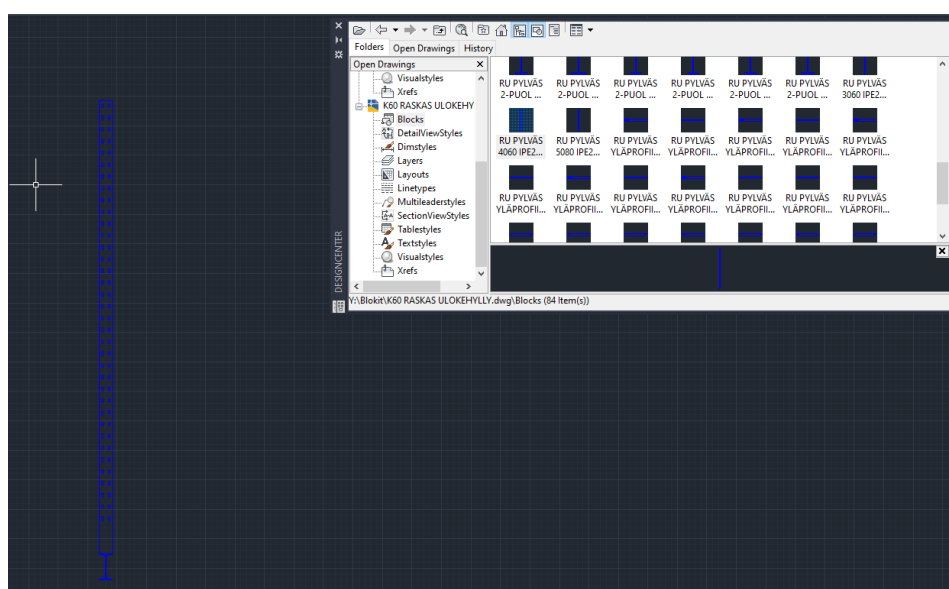 Folders Open Drawings History
Open Drawings
Visualstyles
Xrefs
K60 RASKAS ULOKEHY
Blocks
DetailViewStyles
Dimstyles
Layers
Layouts
Linetypes
Multileaderstyles
SectionViewStyles
Tablestyles
Textstyles
Visualstyles
Xrefs
RU PYLVÄS RU PYLVÄS RU PYLVÄS RU PYLVÄS RU PYLVÄS RU PYLVÄS RU PYLVÄS
2-PUOL ... 2-PUOL ... 2-PUOL ... 2-PUOL ... 2-PUOL ... 2-PUOL ... 3060 IPE2...
RU PYLVÄS RU PYLVÄS RU PYLVÄS RU PYLVÄS RU PYLVÄS RU PYLVÄS RU PYLVÄS
4060 IPE2... 5080 IPE2... YLÄPROFII... YLÄPROFII... YLÄPROFII... YLÄPROFII... YLÄPROFII...
RU PYLVÄS RU PYLVÄS RU PYLVÄS RU PYLVÄS RU PYLVÄS RU PYLVÄS RU PYLVÄS
YLÄPROFII... YLÄPROFII... YLÄPROFII... YLÄPROFII... YLÄPROFII... YLÄPROFII... YLÄPROFII...
DESIGNCENTER
Y:\Blokit\K60 RASKAS ULOKEHYLLY.dwg\Blocks (84 Item(s))